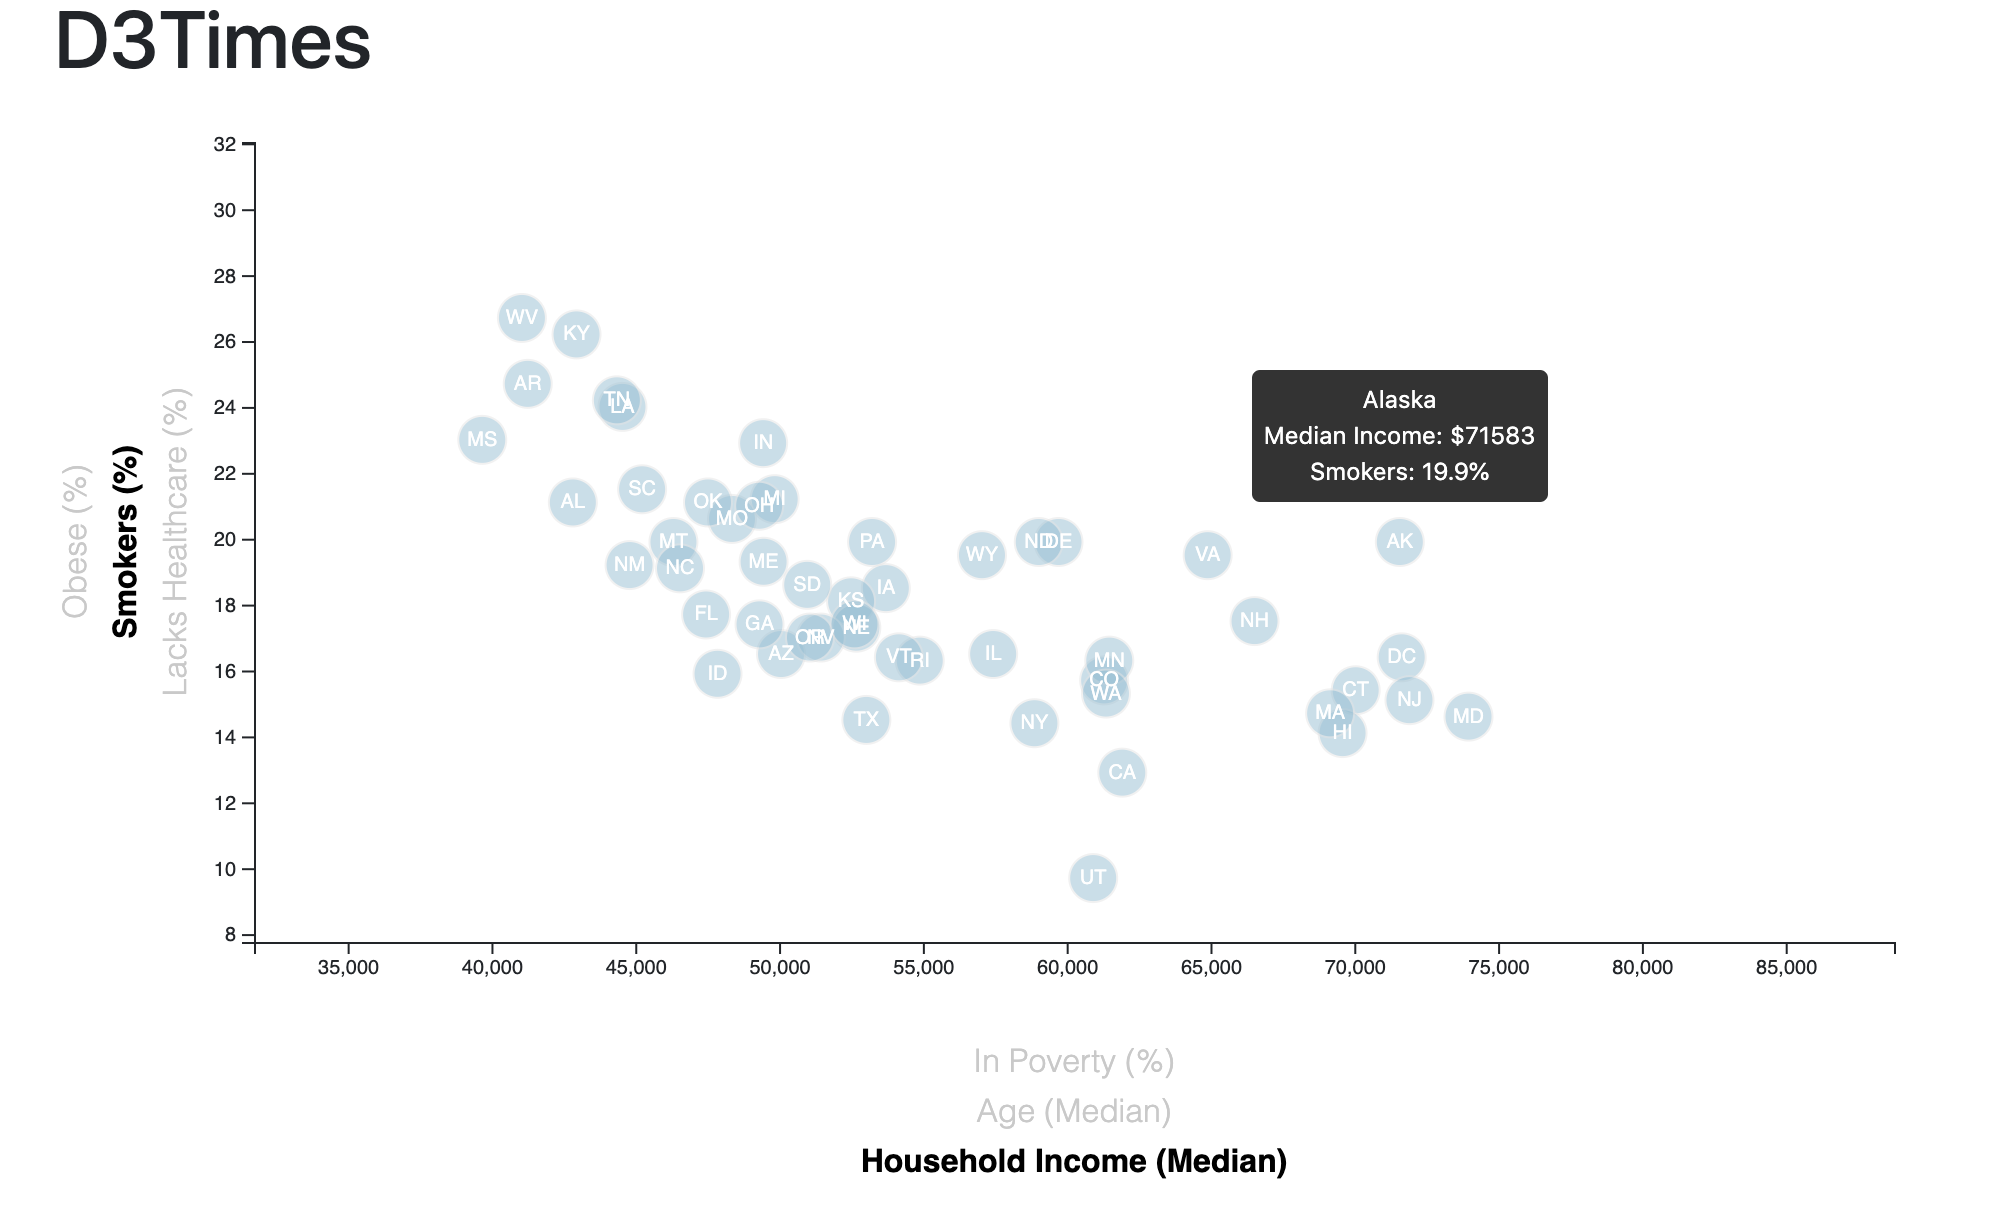 D3Times
32
30
28
26
24
22
20
18
16
14
12
10
8
Obese (%)
Smokers (%)
Lacks Healthcare (%)
WV
KY
AR
TN
LA
MS
IN
AL
SC
OK
MO
OH
MI
MT
NC
NM
ME
PA
WY
ND
DE
VA
AK
SD
KS
IA
FL
GA
WI
NE
OR
NV
AZ
ID
VT
RI
IL
NH
MN
CO
WA
DC
CT
NJ
MA
HI
MD
TX
NY
CA
UT
Alaska
Median Income: $71583
Smokers: 19.9%
35,000 40,000 45,000 50,000 55,000 60,000 65,000 70,000 75,000 80,000 85,000
In Poverty (%)
Age (Median)
Household Income (Median)